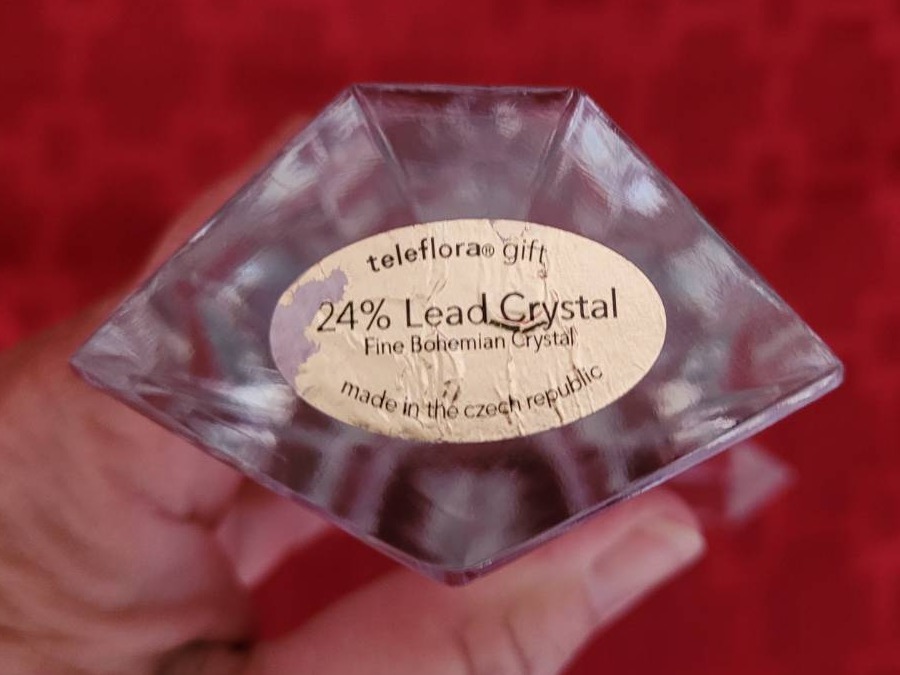 teleflora® gift
24% Lead Crystal
Fine Bohemian Crystal
made in the czech republic